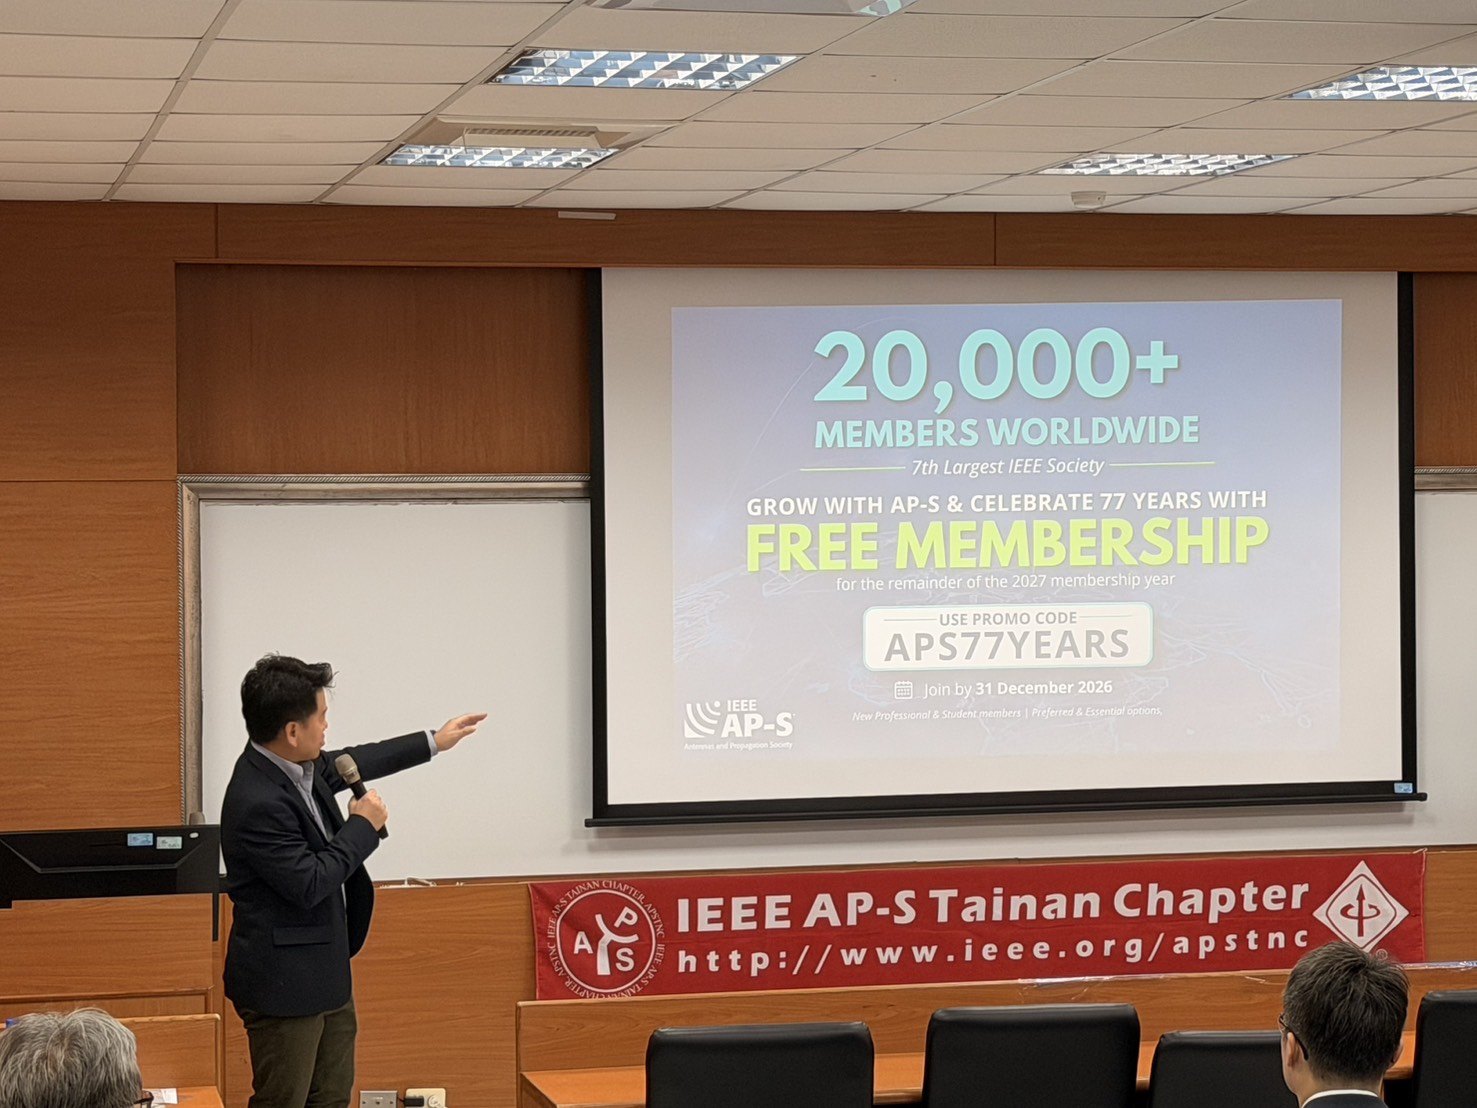 20,000+
MEMBERS WORLDWIDE
7th Largest IEEE Society
GROW WITH AP-S & CELEBRATE 77 YEARS WITH
FREE MEMBERSHIP
for the remainder of the 2027 membership year
USE PROMO CODE
APS77YEARS
Join by 31 December 2026
New Professional & Student members | Preferred & Essential options.
IEEE
AP-S
Antennas and Propagation Society
IEEE AP-S Tainan Chapter
http://www.ieee.org/apstnc
APS